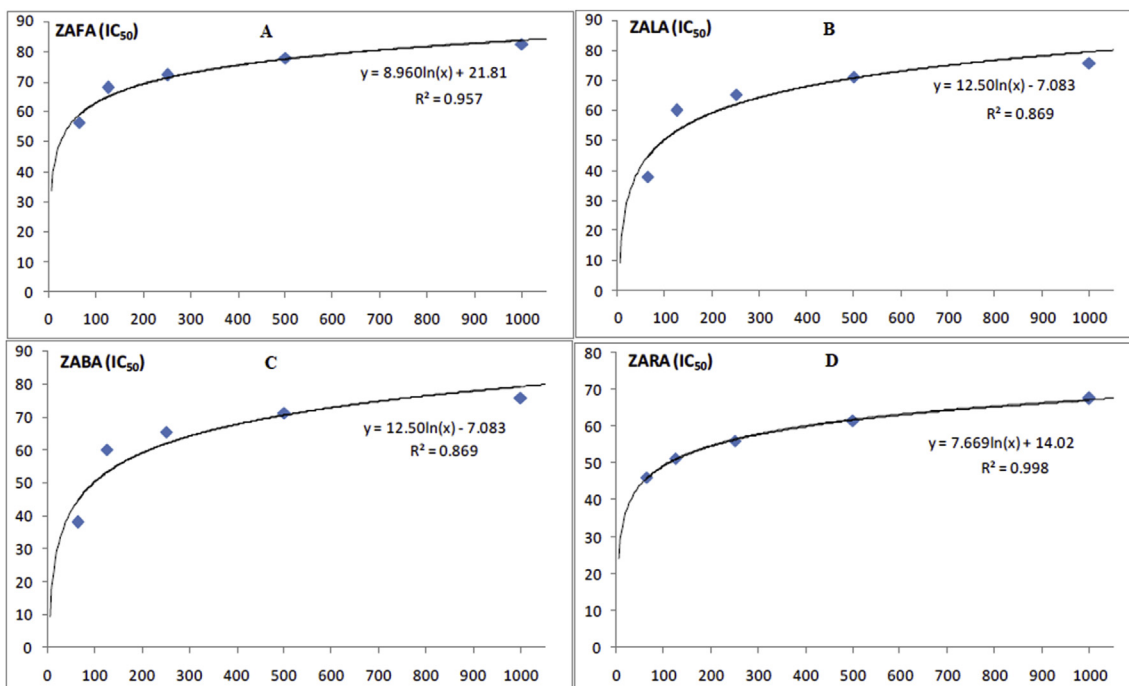 ZAFA (IC50) A
90
80
70
60
50
40
30
20
10
0
y = 8.960ln(x) + 21.81
R² = 0.957
0 100 200 300 400 500 600 700 800 900 1000
ZALA (IC50) B
90
80
70
60
50
40
30
20
10
0
y = 12.50ln(x) - 7.083
R² = 0.869
0 100 200 300 400 500 600 700 800 900 1000
ZABA (IC50) C
90
80
70
60
50
40
30
20
10
0
y = 12.50ln(x) - 7.083
R² = 0.869
0 100 200 300 400 500 600 700 800 900 1000
ZARA (IC50) D
80
70
60
50
40
30
20
10
0
y = 7.669ln(x) + 14.02
R² = 0.998
0 100 200 300 400 500 600 700 800 900 1000